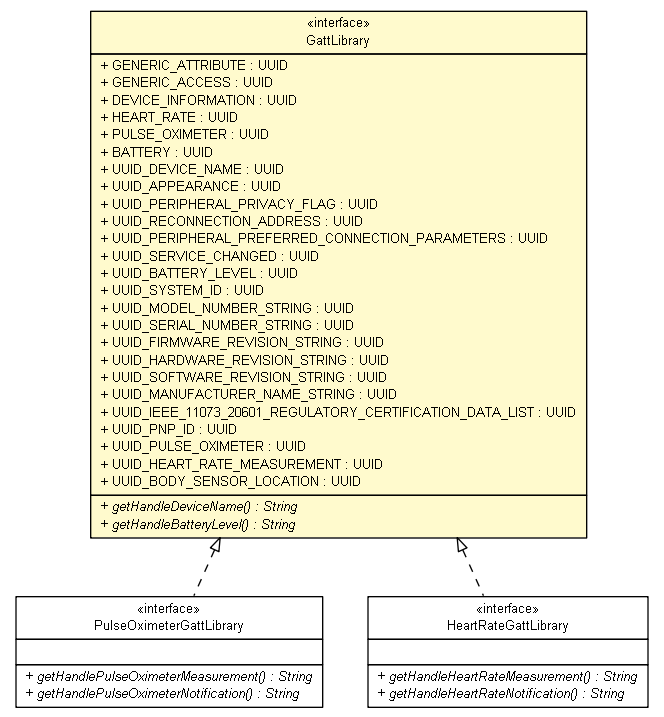 «interface»
GattLibrary
+ GENERIC_ATTRIBUTE : UUID
+ GENERIC_ACCESS : UUID
+ DEVICE_INFORMATION : UUID
+ HEART_RATE : UUID
+ PULSE_OXIMETER : UUID
+ BATTERY : UUID
+ UUID_DEVICE_NAME : UUID
+ UUID_APPEARANCE : UUID
+ UUID_PERIPHERAL_PRIVACY_FLAG : UUID
+ UUID_RECONNECTION_ADDRESS : UUID
+ UUID_PERIPHERAL_PREFERRED_CONNECTION_PARAMETERS : UUID
+ UUID_SERVICE_CHANGED : UUID
+ UUID_BATTERY_LEVEL : UUID
+ UUID_SYSTEM_ID : UUID
+ UUID_MODEL_NUMBER_STRING : UUID
+ UUID_SERIAL_NUMBER_STRING : UUID
+ UUID_FIRMWARE_REVISION_STRING : UUID
+ UUID_HARDWARE_REVISION_STRING : UUID
+ UUID_SOFTWARE_REVISION_STRING : UUID
+ UUID_MANUFACTURER_NAME_STRING : UUID
+ UUID_IEEE_11073_20601_REGULATORY_CERTIFICATION_DATA_LIST : UUID
+ UUID_PNP_ID : UUID
+ UUID_PULSE_OXIMETER : UUID
+ UUID_HEART_RATE_MEASUREMENT : UUID
+ UUID_BODY_SENSOR_LOCATION : UUID
+ getHandleDeviceName() : String
+ getHandleBatteryLevel() : String
«interface»
PulseOximeterGattLibrary
+ getHandlePulseOximeterMeasurement() : String
+ getHandlePulseOximeterNotification() : String
«interface»
HeartRateGattLibrary
+ getHandleHeartRateMeasurement() : String
+ getHandleHeartRateNotification() : String